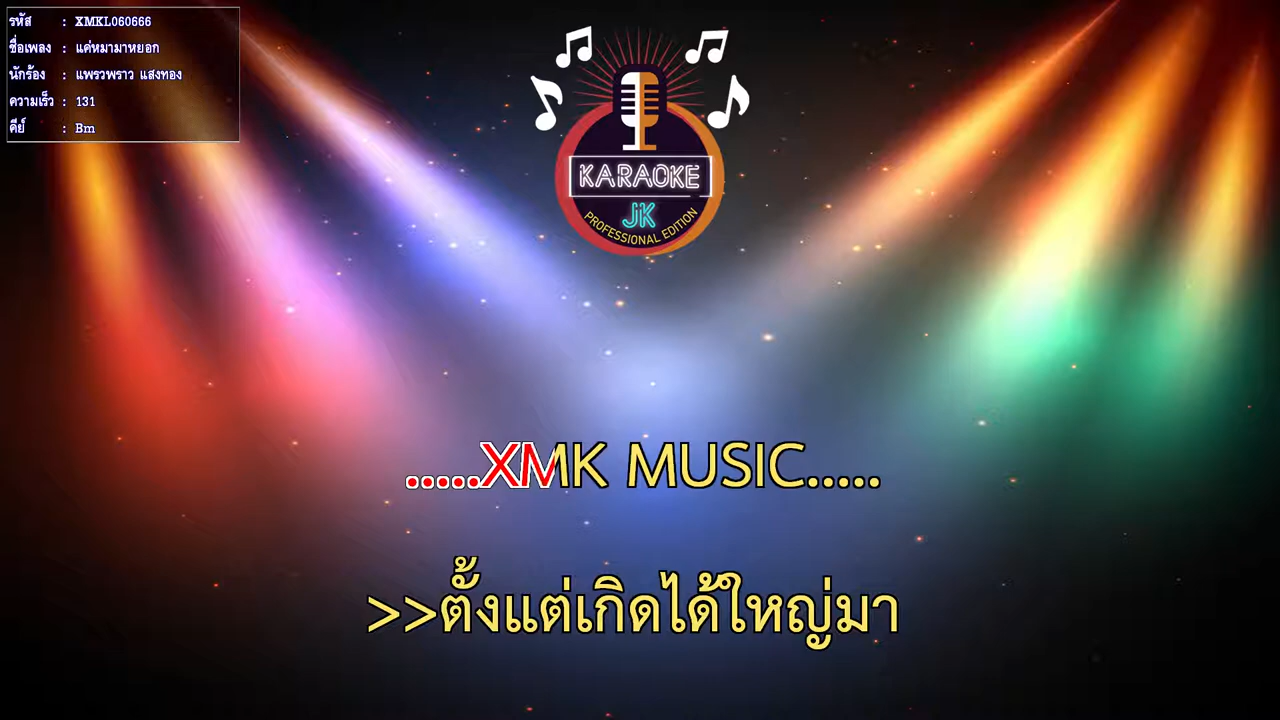 รหัส : XMKL060666
ชื่อเพลง : แค่หมามาหยอก
นักร้อง : แพรวพราว แสงทอง
ความเร็ว : 131
คีย์ : Bm
KARAOKE
JK
PROFESSIONAL EDITION
.....XMK MUSIC.....
>>ตั้งแต่เกิดได้ใหญ่มา